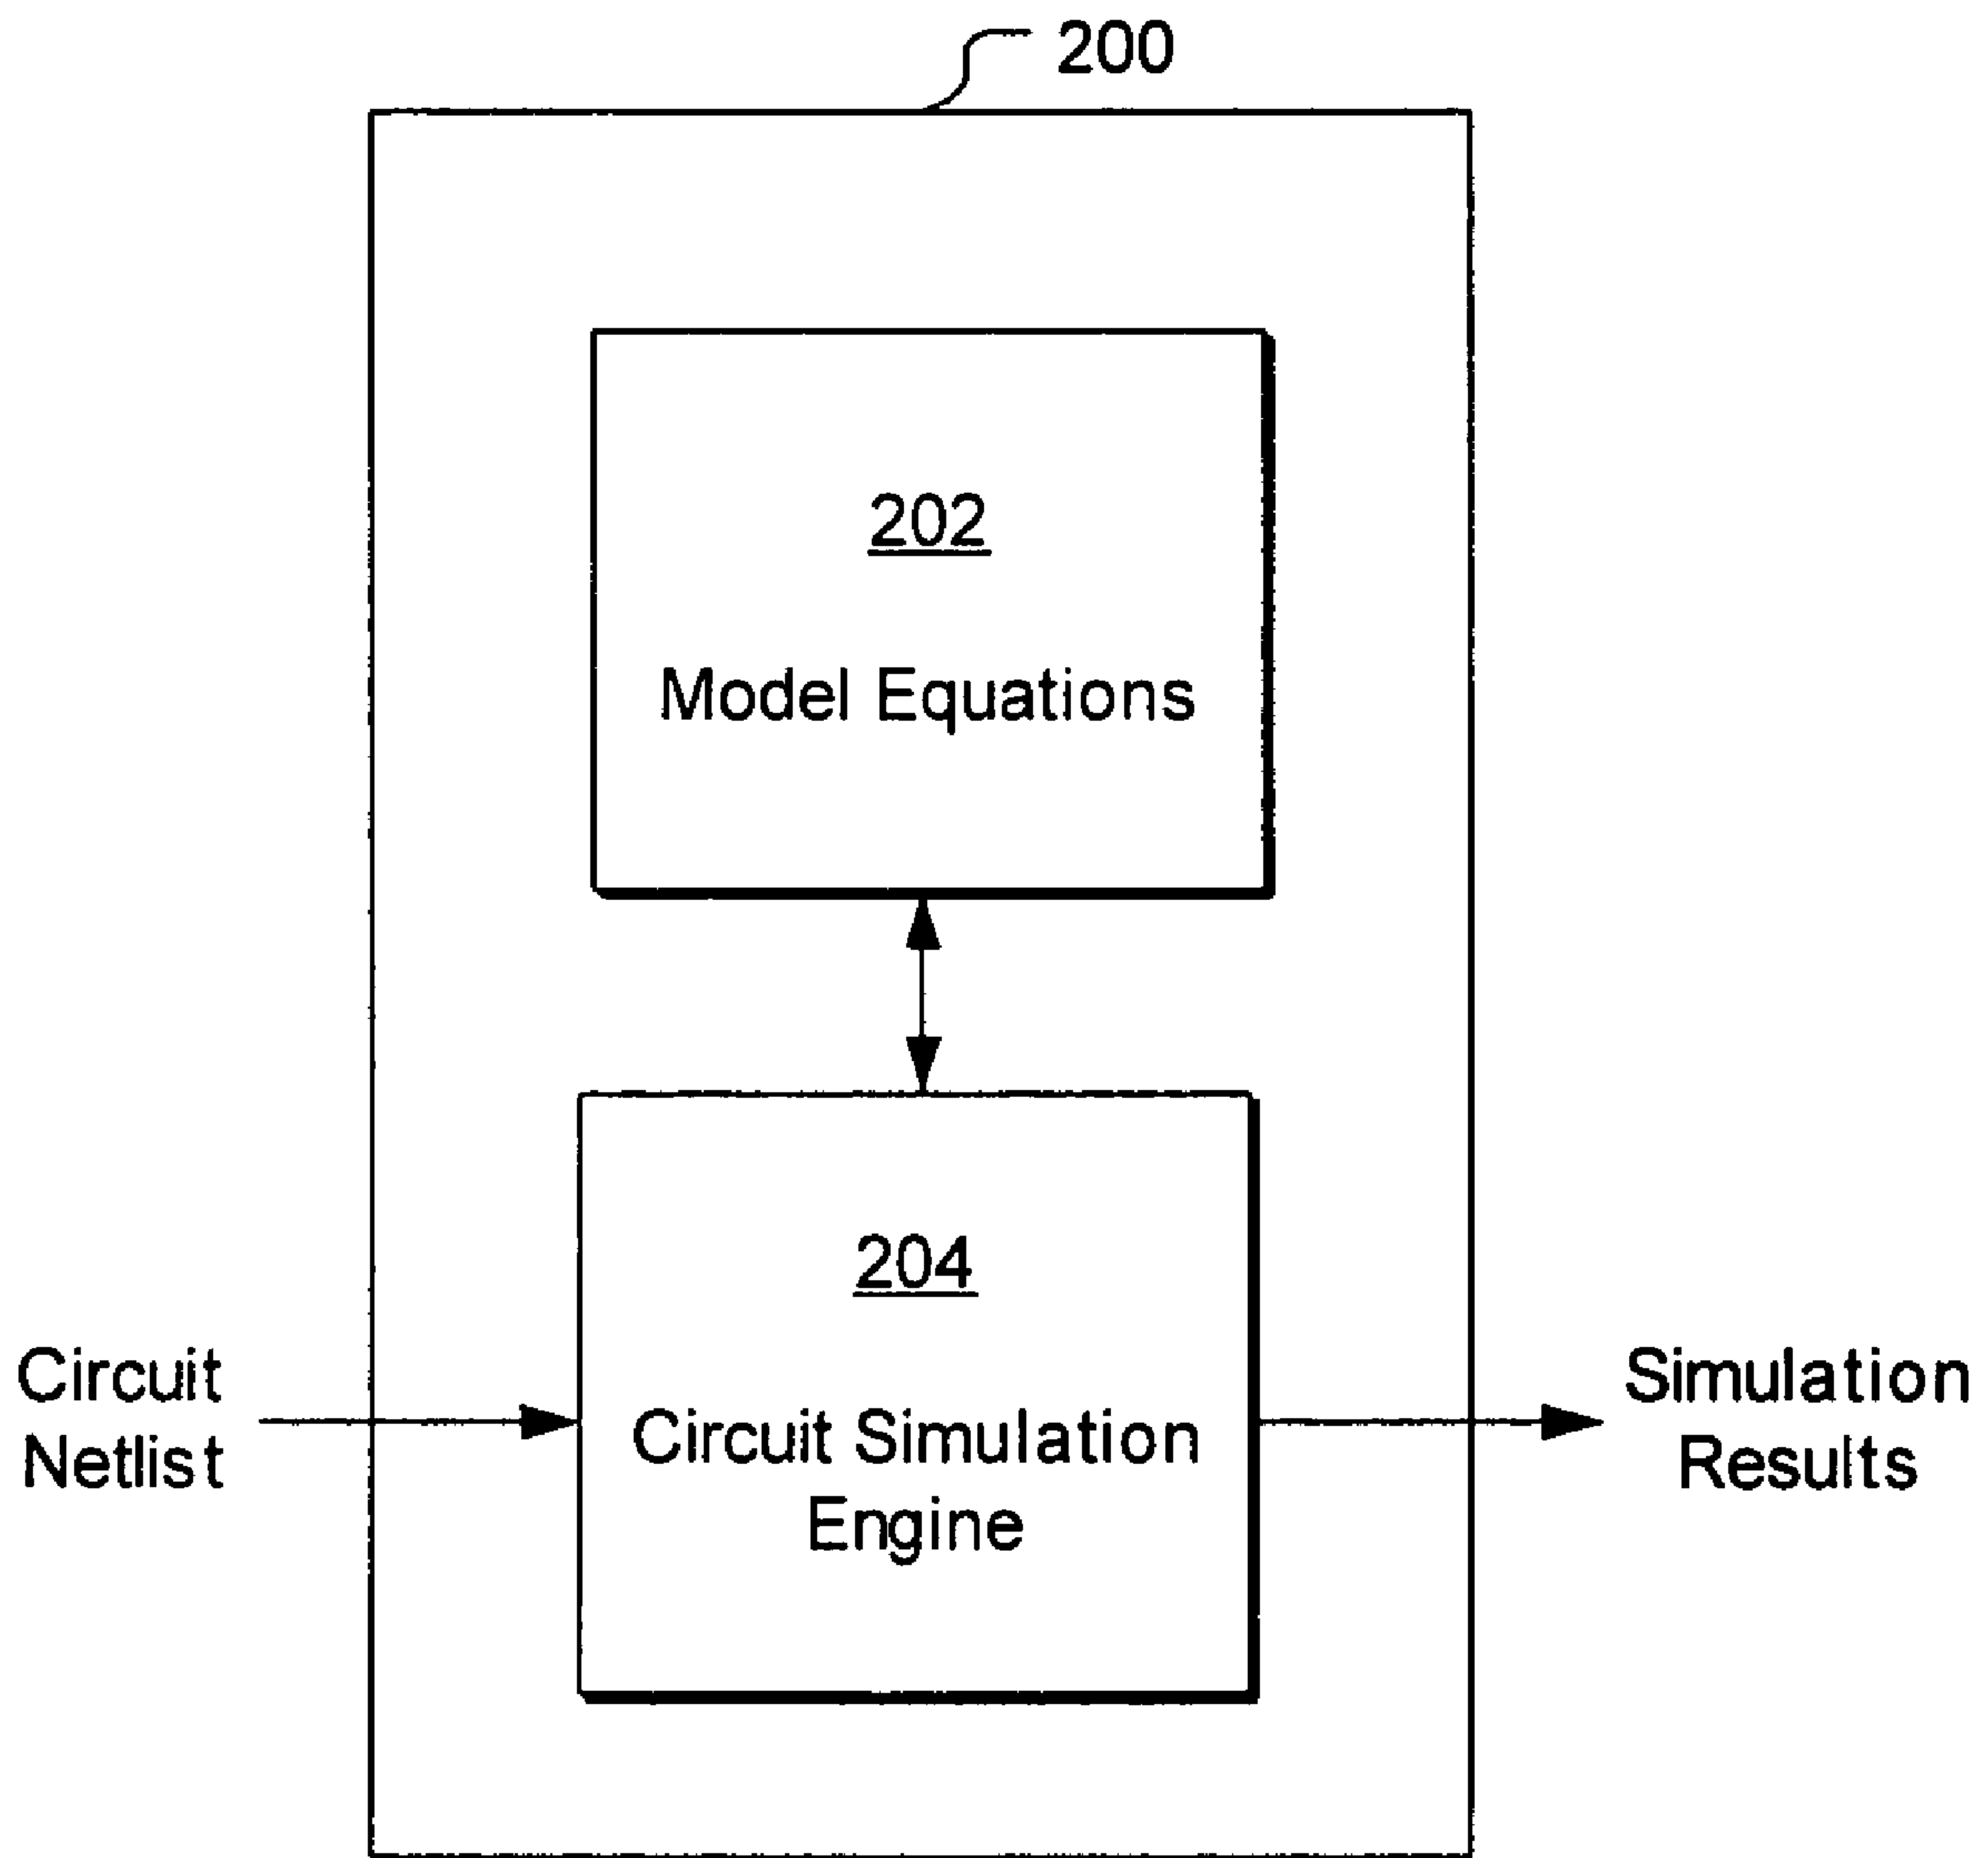 200
202
Model Equations
204
Circuit
Netlist
Circuit Simulation
Engine
Simulation
Results